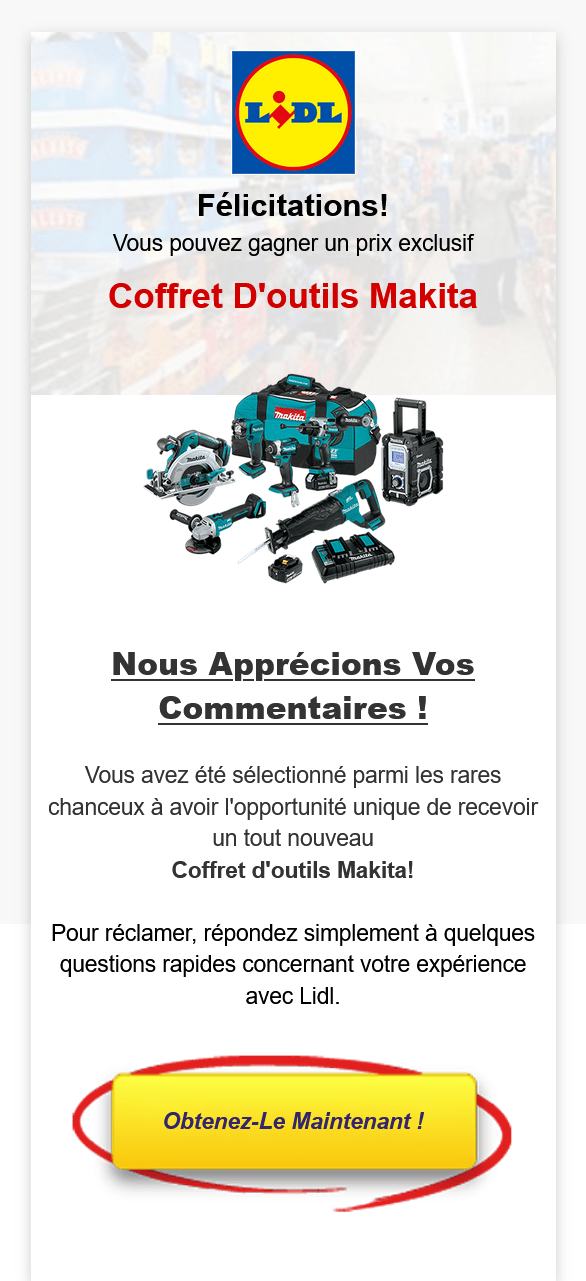 LIDL
Félicitations!
Vous pouvez gagner un prix exclusif
Coffret D'outils Makita
makita
Nous Apprécions Vos
Commentaires !
Vous avez été sélectionné parmi les rares
chanceux à avoir l'opportunité unique de recevoir
un tout nouveau
Coffret d'outils Makita!
Pour réclamer, répondez simplement à quelques
questions rapides concernant votre expérience
avec Lidl.
Obtenez-Le Maintenant !